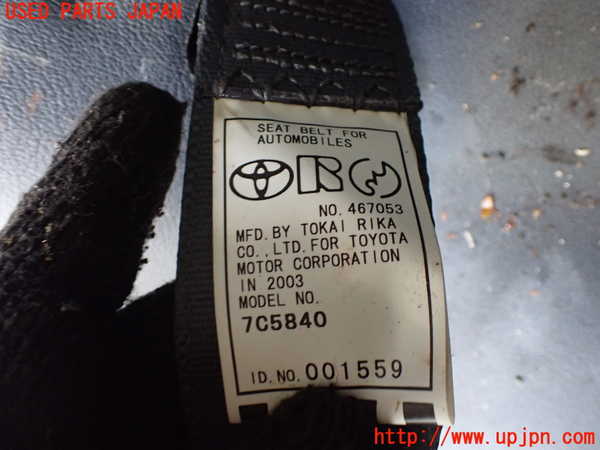 USED PARTS JAPAN
SEAT BELT FOR
AUTOMOBILES
NO. 467053
MFD. BY TOKAI RIKA
CO., LTD. FOR TOYOTA
MOTOR CORPORATION
IN 2003
MODEL NO.
7C5840
ID. NO. 001559
http://www.upjpn.com/